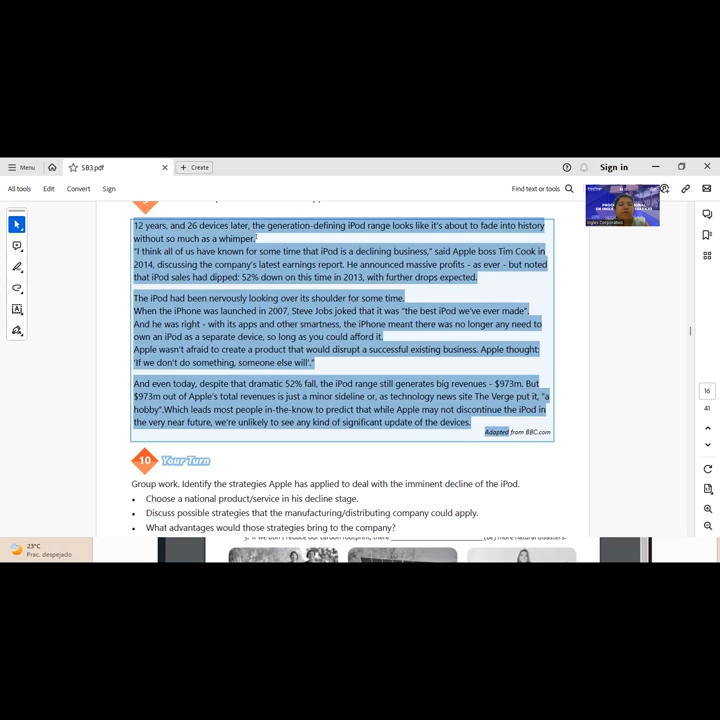 Menu
SB3.pdf
Create
Sign in
All tools
Edit
Convert
Sign
Find text or tools
Ingles Corporativo
12 years, and 26 devices later, the generation-defining iPod range looks like it's about to fade into history
without so much as a whimper.
"I think all of us have known for some time that iPod is a declining business," said Apple boss Tim Cook in
2014, discussing the company's latest earnings report. He announced massive profits - as ever - but noted
that iPod sales had dipped: 52% down on this time in 2013, with further drops expected.
The iPod had been nervously looking over its shoulder for some time.
When the iPhone was launched in 2007, Steve Jobs joked that it was "the best iPod we've ever made".
And he was right - with its apps and other smartness, the iPhone meant there was no longer any need to
own an iPod as a separate device, so long as you could afford it.
Apple wasn't afraid to create a product that would disrupt a successful existing business. Apple thought:
'If we don't do something, someone else will'."
And even today, despite that dramatic 52% fall, the iPod range still generates big revenues - $973m. But
$973m out of Apple's total revenues is just a minor sideline or, as technology news site The Verge put it, "a
hobby".Which leads most people in-the-know to predict that while Apple may not discontinue the iPod in
the very near future, we're unlikely to see any kind of significant update of the devices.
Adapted from BBC.com
10 Your Turn
Group work. Identify the strategies Apple has applied to deal with the imminent decline of the iPod.
• Choose a national product/service in his decline stage.
• Discuss possible strategies that the manufacturing/distributing company could apply.
• What advantages would those strategies bring to the company?
16
41
23°C
Prac. despejado
If we don't reduce our carbon footprint, there ____ (be) more natural disasters.